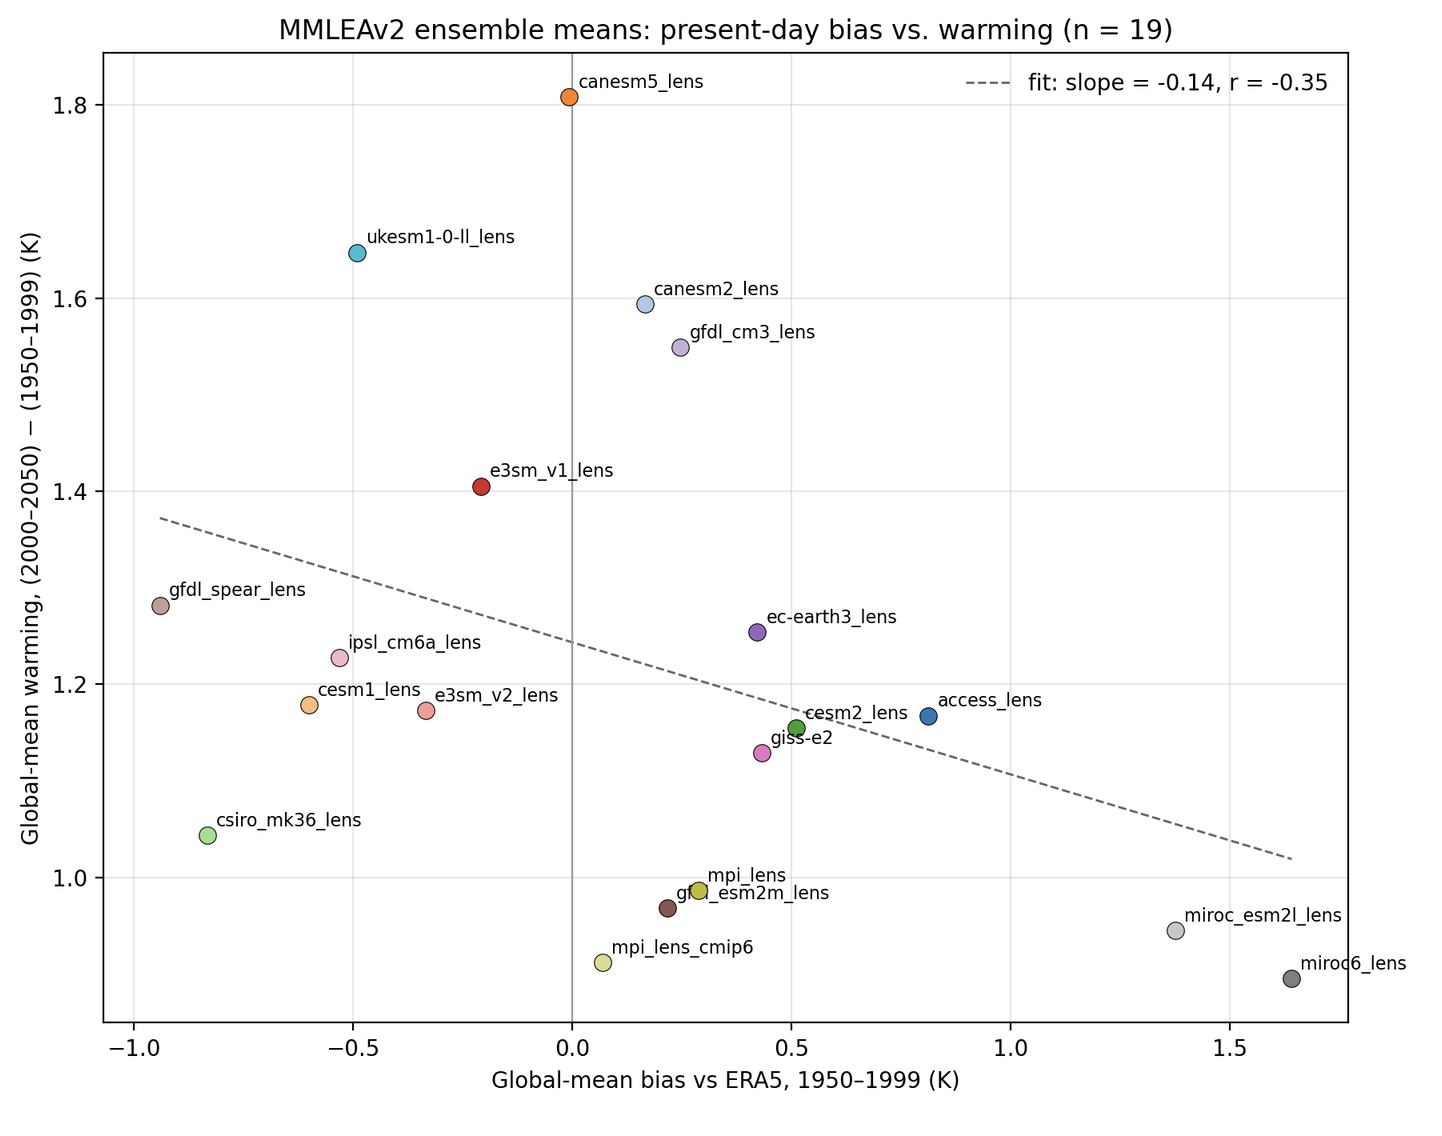 MMLEAv2 ensemble means: present-day bias vs. warming (n = 19)
fit: slope = -0.14, r = -0.35
canesm5_lens
ukesm1-0-ll_lens
canesm2_lens
gfdl_cm3_lens
e3sm_v1_lens
gfdl_spear_lens
ec-earth3_lens
ipsl_cm6a_lens
cesm1_lens
e3sm_v2_lens
access_lens
cesm2_lens
giss-e2
csiro_mk36_lens
mpi_lens
gfdl_esm2m_lens
mpi_lens_cmip6
miroc_esm2l_lens
miroc6_lens
1.8
1.6
1.4
1.2
1.0
Global-mean warming, (2000–2050) − (1950–1999) (K)
−1.0
−0.5
0.0
0.5
1.0
1.5
Global-mean bias vs ERA5, 1950–1999 (K)